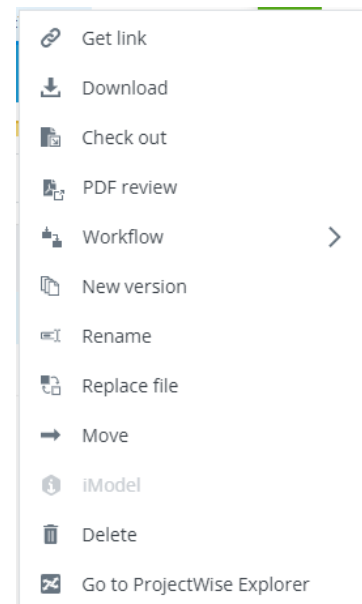 Get link
Download
Check out
PDF review
Workflow
New version
Rename
Replace file
Move
iModel
Delete
Go to ProjectWise Explorer